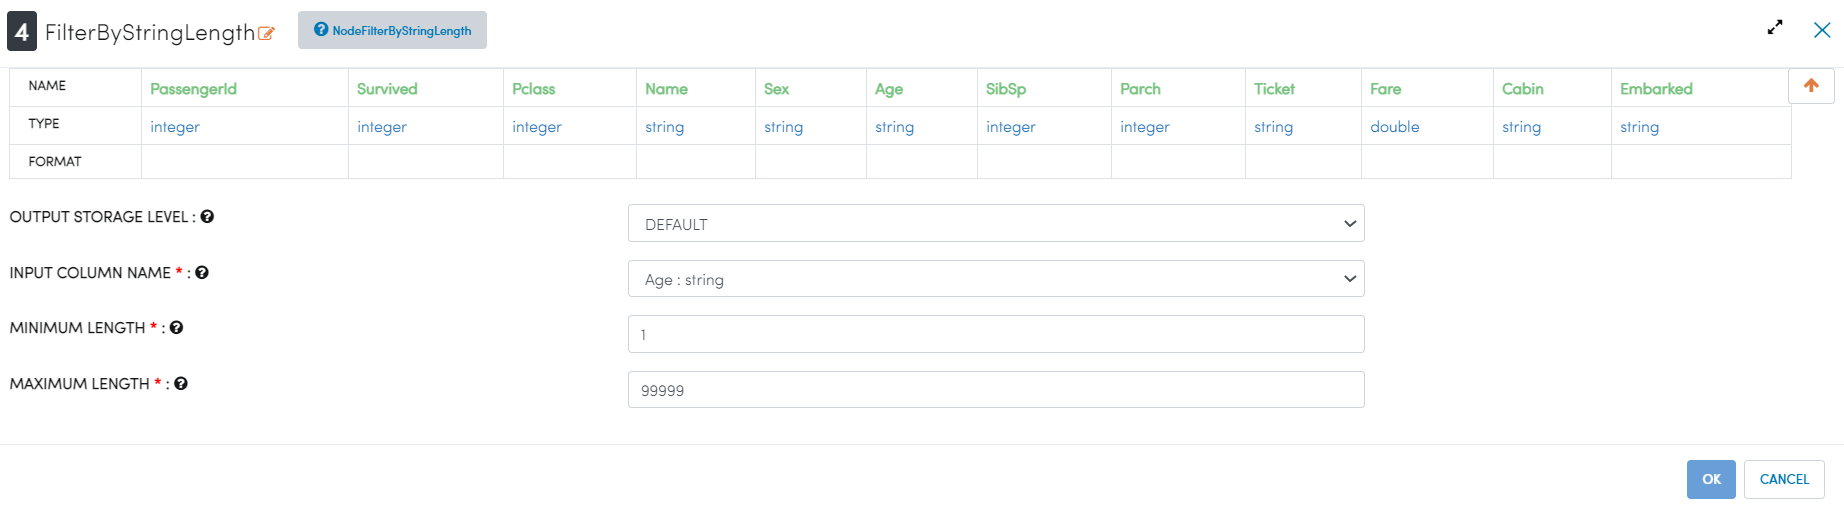 4 FilterByStringLength NodeFilterByStringLength
NAME PassengerId Survived Pclass Name Sex Age SibSp Parch Ticket Fare Cabin Embarked
TYPE integer integer integer string string string integer integer string double string string
FORMAT
OUTPUT STORAGE LEVEL : DEFAULT
INPUT COLUMN NAME * : Age : string
MINIMUM LENGTH * : 1
MAXIMUM LENGTH * : 99999
OK CANCEL